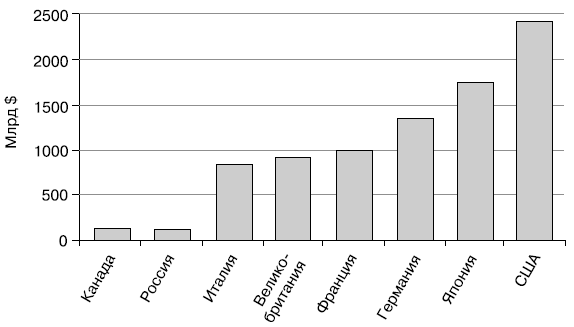 Млрд $
2500
2000
1500
1000
500
0
Канада
Россия
Италия
Велико-
британия
Франция
Германия
Япония
США